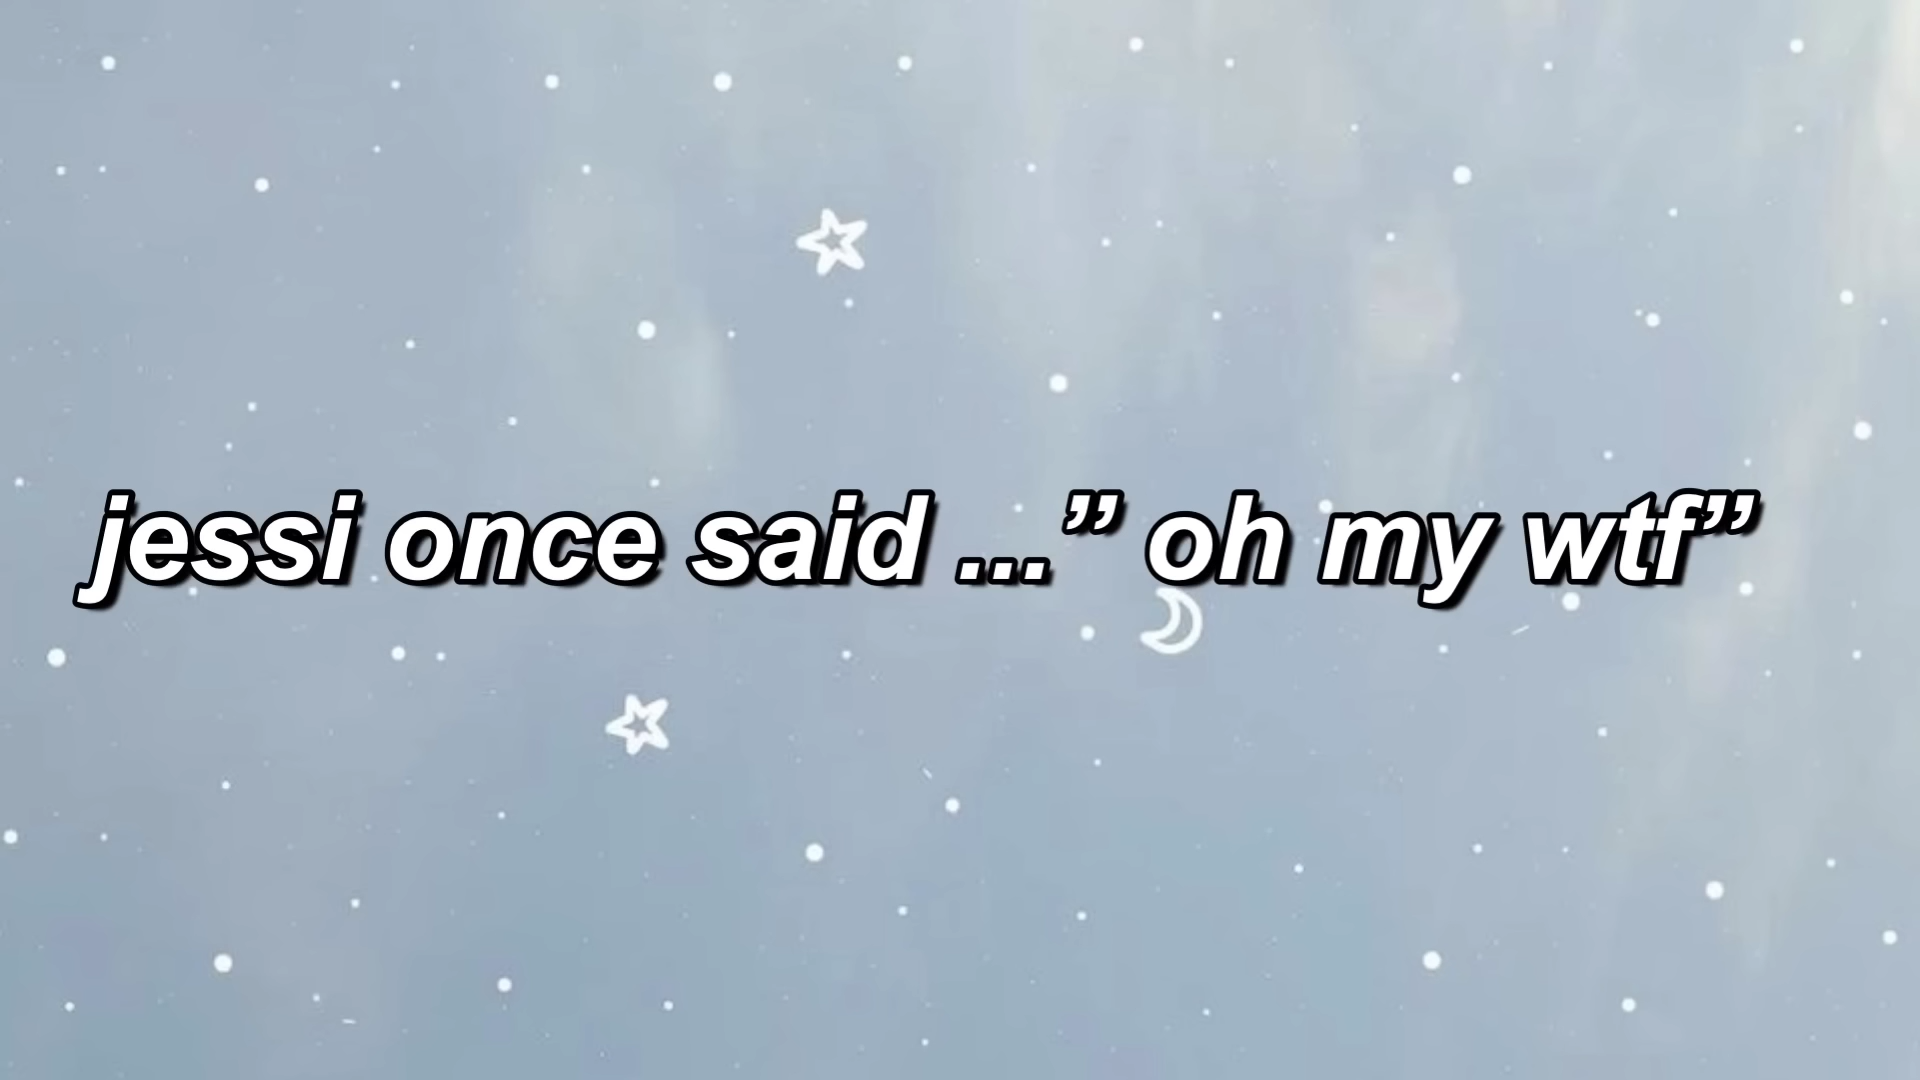 jessi once said ...” oh my wtf”